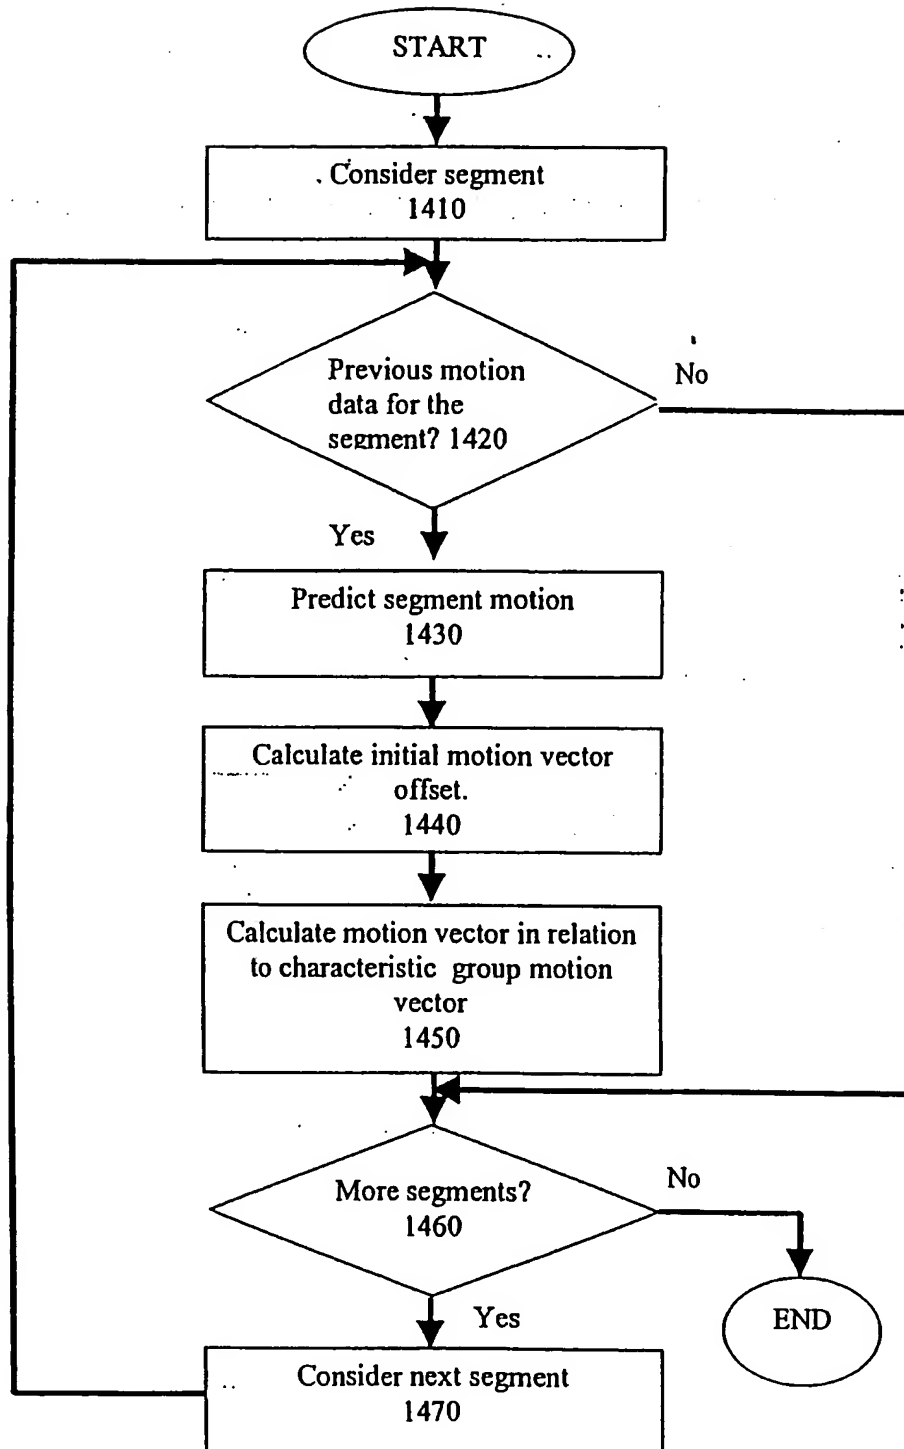 START
Consider segment
1410
Previous motion
data for the
segment? 1420
No
Yes
Predict segment motion
1430
Calculate initial motion vector
offset.
1440
Calculate motion vector in relation
to characteristic group motion
vector
1450
More segments?
1460
No
Yes
END
Consider next segment
1470